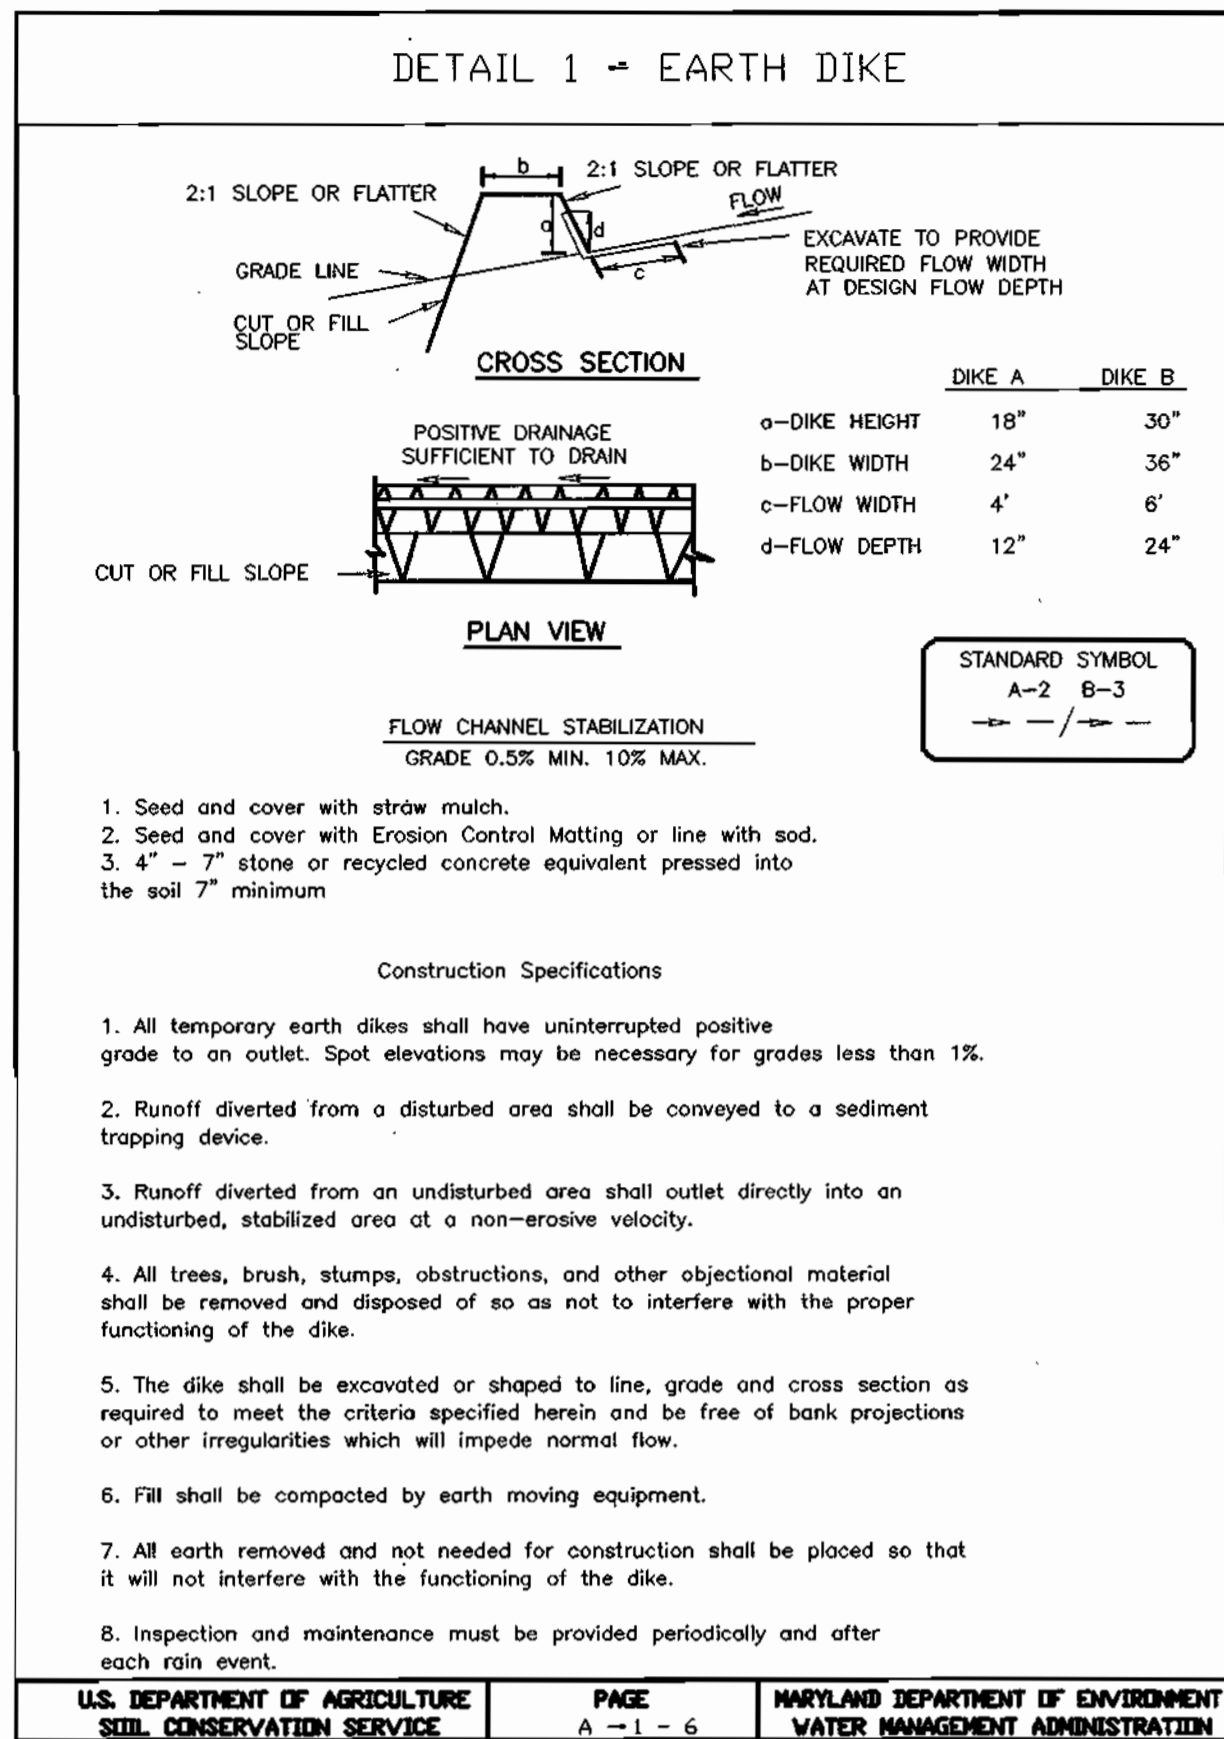 DETAIL 1 - EARTH DIKE
b
2:1 SLOPE OR FLATTER
2:1 SLOPE OR FLATTER
FLOW
a
d
c
EXCAVATE TO PROVIDE
REQUIRED FLOW WIDTH
AT DESIGN FLOW DEPTH
GRADE LINE
CUT OR FILL
SLOPE
CROSS SECTION
DIKE A DIKE B
a-DIKE HEIGHT 18" 30"
b-DIKE WIDTH 24" 36"
c-FLOW WIDTH 4' 6'
d-FLOW DEPTH 12" 24"
POSITIVE DRAINAGE
SUFFICIENT TO DRAIN
CUT OR FILL SLOPE
PLAN VIEW
STANDARD SYMBOL
A-2 B-3
FLOW CHANNEL STABILIZATION
GRADE 0.5% MIN. 10% MAX.
1. Seed and cover with straw mulch.
2. Seed and cover with Erosion Control Matting or line with sod.
3. 4" - 7" stone or recycled concrete equivalent pressed into
the soil 7" minimum
Construction Specifications
1. All temporary earth dikes shall have uninterrupted positive
grade to an outlet. Spot elevations may be necessary for grades less than 1%.
2. Runoff diverted from a disturbed area shall be conveyed to a sediment
trapping device.
3. Runoff diverted from an undisturbed area shall outlet directly into an
undisturbed, stabilized area at a non-erosive velocity.
4. All trees, brush, stumps, obstructions, and other objectional material
shall be removed and disposed of so as not to interfere with the proper
functioning of the dike.
5. The dike shall be excavated or shaped to line, grade and cross section as
required to meet the criteria specified herein and be free of bank projections
or other irregularities which will impede normal flow.
6. Fill shall be compacted by earth moving equipment.
7. All earth removed and not needed for construction shall be placed so that
it will not interfere with the functioning of the dike.
8. Inspection and maintenance must be provided periodically and after
each rain event.
U.S. DEPARTMENT OF AGRICULTURE
SOIL CONSERVATION SERVICE
PAGE
A - 1 - 6
MARYLAND DEPARTMENT OF ENVIRONMENT
WATER MANAGEMENT ADMINISTRATION